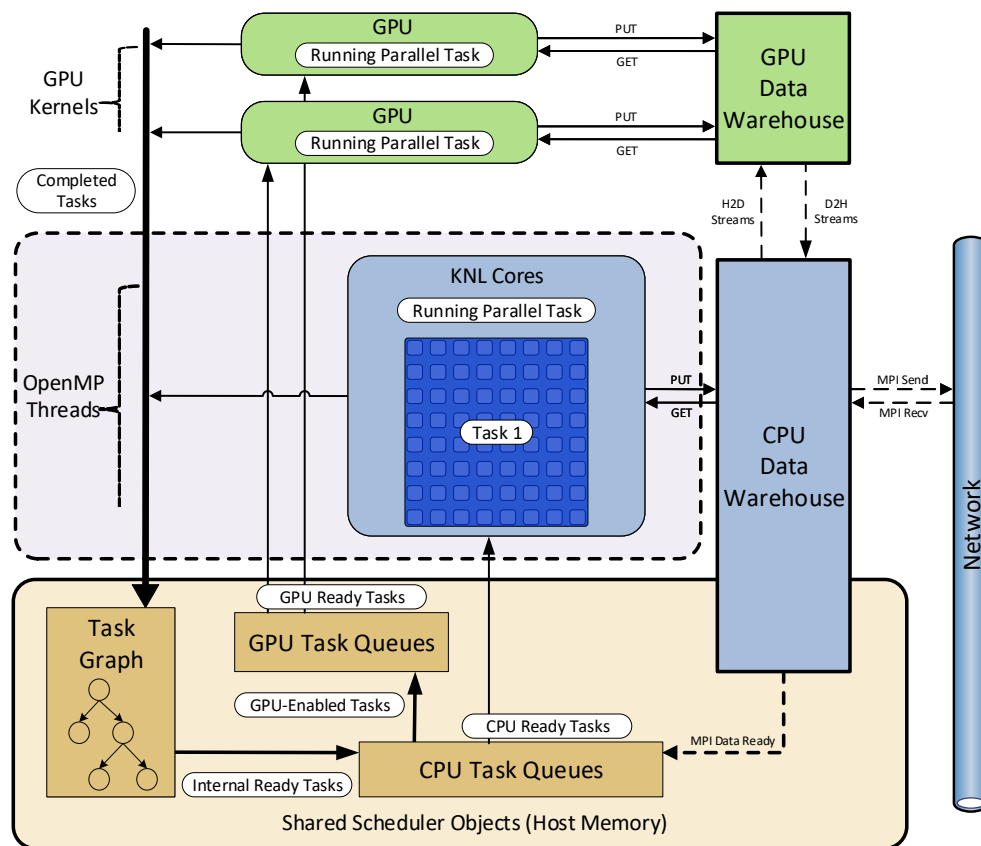 GPU
Running Parallel Task
PUT
GET
GPU
Data
Warehouse
GPU
Kernels
GPU
Running Parallel Task
PUT
GET
Completed
Tasks
H2D
Streams
D2H
Streams
KNL Cores
Running Parallel Task
OpenMP
Threads
Task 1
PUT
GET
CPU
Data
Warehouse
MPI Send
MPI Recv
Network
GPU Ready Tasks
Task
Graph
GPU Task Queues
GPU-Enabled Tasks
CPU Ready Tasks
MPI Data Ready
Internal Ready Tasks
CPU Task Queues
Shared Scheduler Objects (Host Memory)